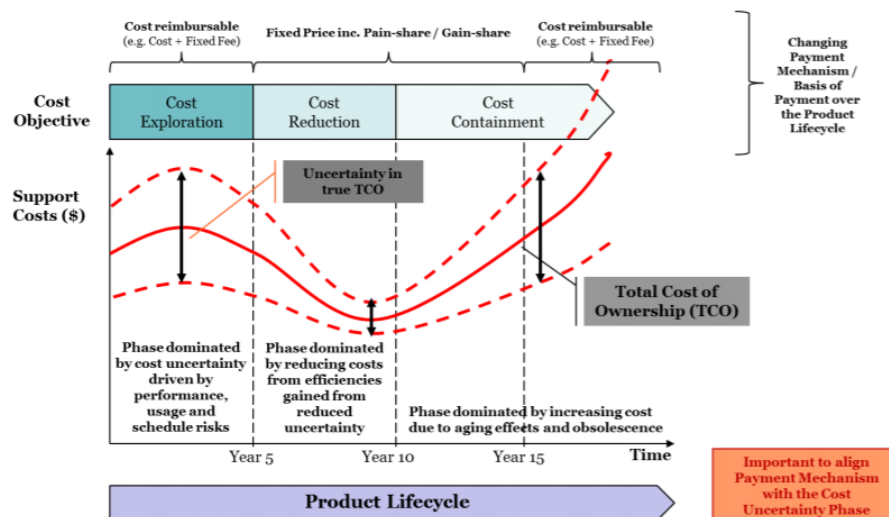 Cost reimbursable
(e.g. Cost + Fixed Fee)
Fixed Price inc. Pain-share / Gain-share
Cost reimbursable
(e.g. Cost + Fixed Fee)
Changing
Payment
Mechanism /
Basis of
Payment over
the Product
Lifecycle
Cost
Objective
Cost
Exploration
Cost
Reduction
Cost
Containment
Support
Costs ($)
Uncertainty in
true TCO
Total Cost of
Ownership (TCO)
Phase dominated
by cost uncertainty
driven by
performance,
usage and
schedule risks
Phase dominated
by reducing costs
from efficiencies
gained from
reduced
uncertainty
Phase dominated by increasing cost
due to aging effects and obsolescence
Year 5
Year 10
Year 15
Time
Product Lifecycle
Important to align
Payment Mechanism
with the Cost
Uncertainty Phase